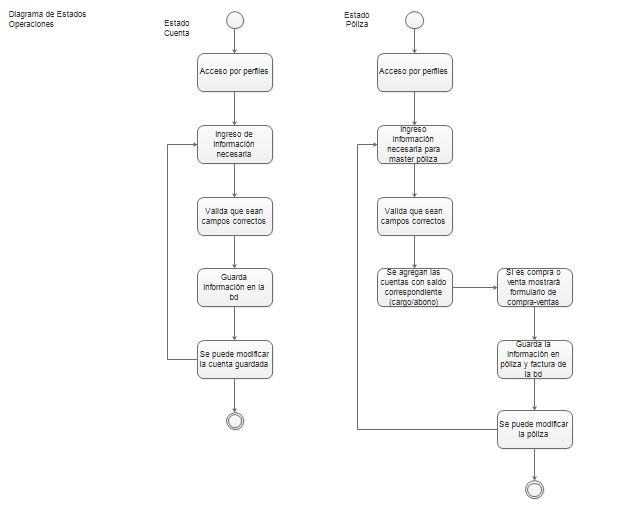 Diagrama de Estados
Operaciones
Estado
Cuenta
Acceso por perfiles
Ingreso de
información
necesaria
Valida que sean
campos correctos
Guarda
información en la
bd
Se puede modificar
la cuenta guardada
Estado
Póliza
Acceso por perfiles
Ingreso
información
necesaria para
master póliza
Valida que sean
campos correctos
Se agregan las
cuentas con saldo
correspondiente
(cargo/abono)
Si es compra o
venta mostrará
formulario de
compra-ventas
Guarda la
información en
póliza y factura de
la bd
Se puede modificar
la póliza